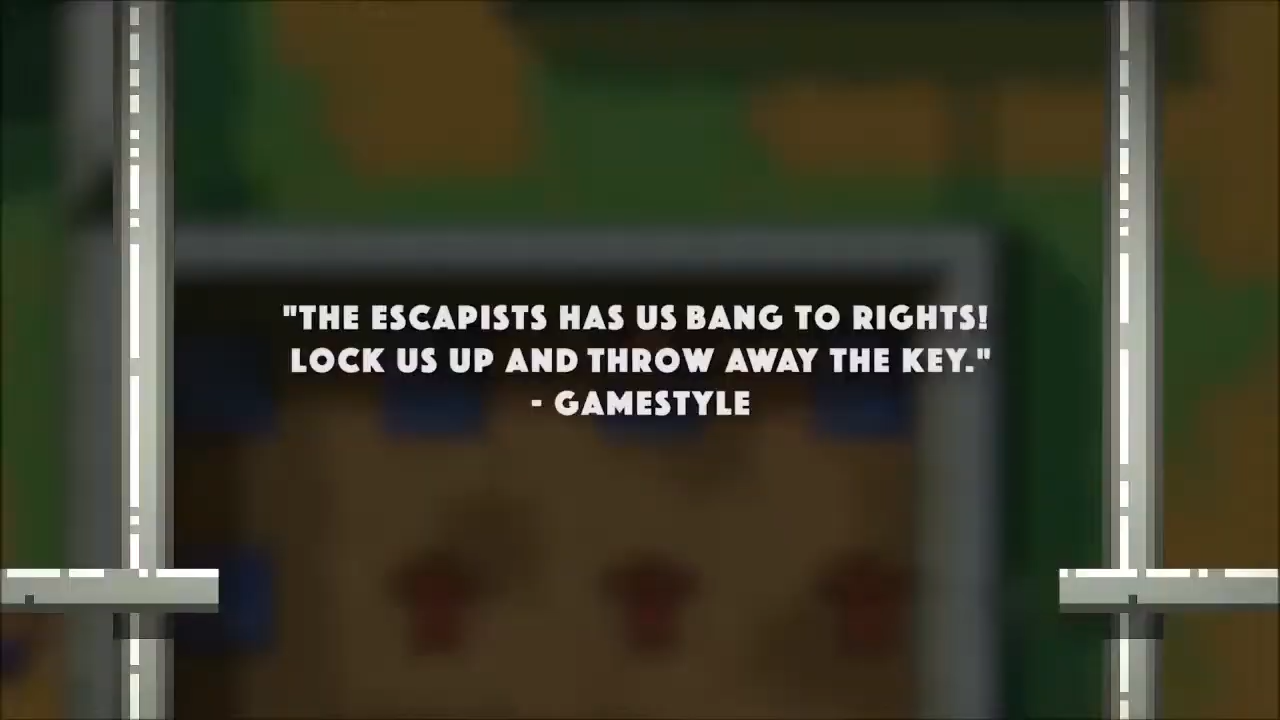 "THE ESCAPISTS HAS US BANG TO RIGHTS!
LOCK US UP AND THROW AWAY THE KEY."
- GAMESTYLE